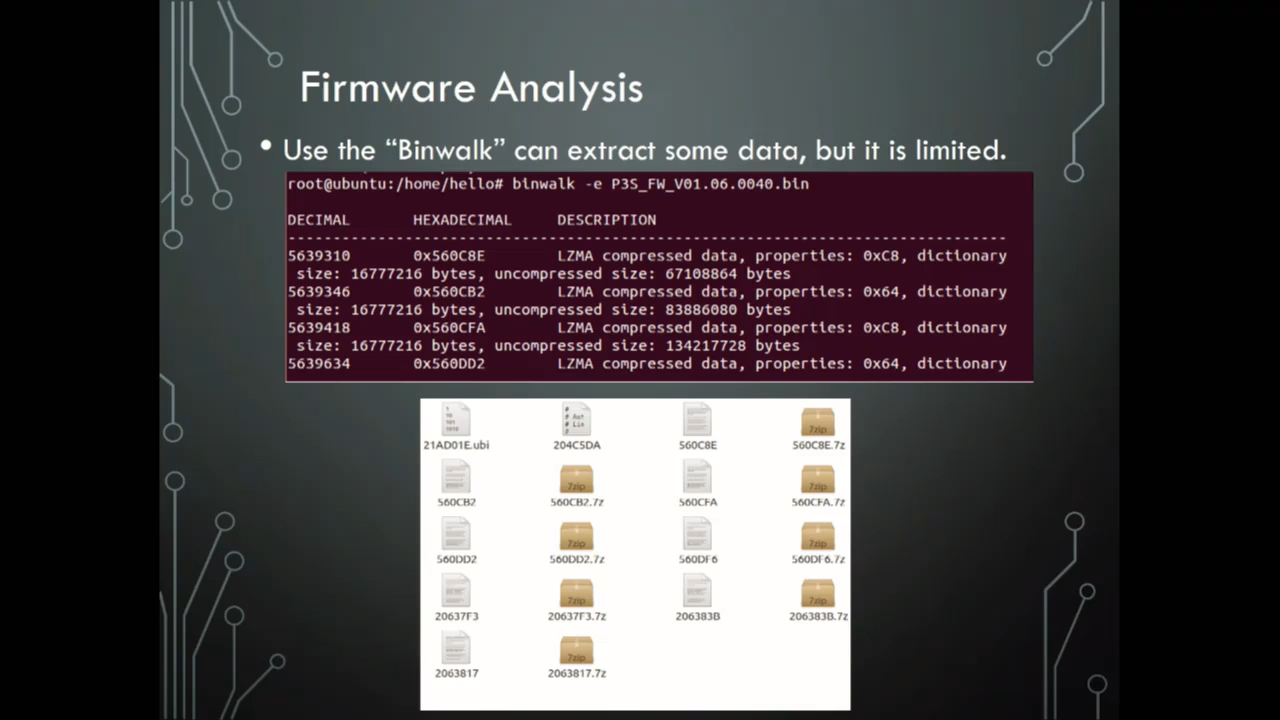 Firmware Analysis
• Use the “Binwalk” can extract some data, but it is limited.
root@ubuntu:/home/hello# binwalk -e P3S_FW_V01.06.0040.bin
DECIMAL HEXADECIMAL DESCRIPTION
--------------------------------------------------------------------------------
5639310 0x560C8E LZMA compressed data, properties: 0xC8, dictionary
size: 16777216 bytes, uncompressed size: 67108864 bytes
5639346 0x560CB2 LZMA compressed data, properties: 0x64, dictionary
size: 16777216 bytes, uncompressed size: 83886080 bytes
5639418 0x560CFA LZMA compressed data, properties: 0xC8, dictionary
size: 16777216 bytes, uncompressed size: 134217728 bytes
5639634 0x560DD2 LZMA compressed data, properties: 0x64, dictionary
21AD01E.ubi 204C5DA 560C8E 560C8E.7z
560CB2 560CB2.7z 560CFA 560CFA.7z
560DD2 560DD2.7z 560DF6 560DF6.7z
20637F3 20637F3.7z 206383B 206383B.7z
2063817 2063817.7z